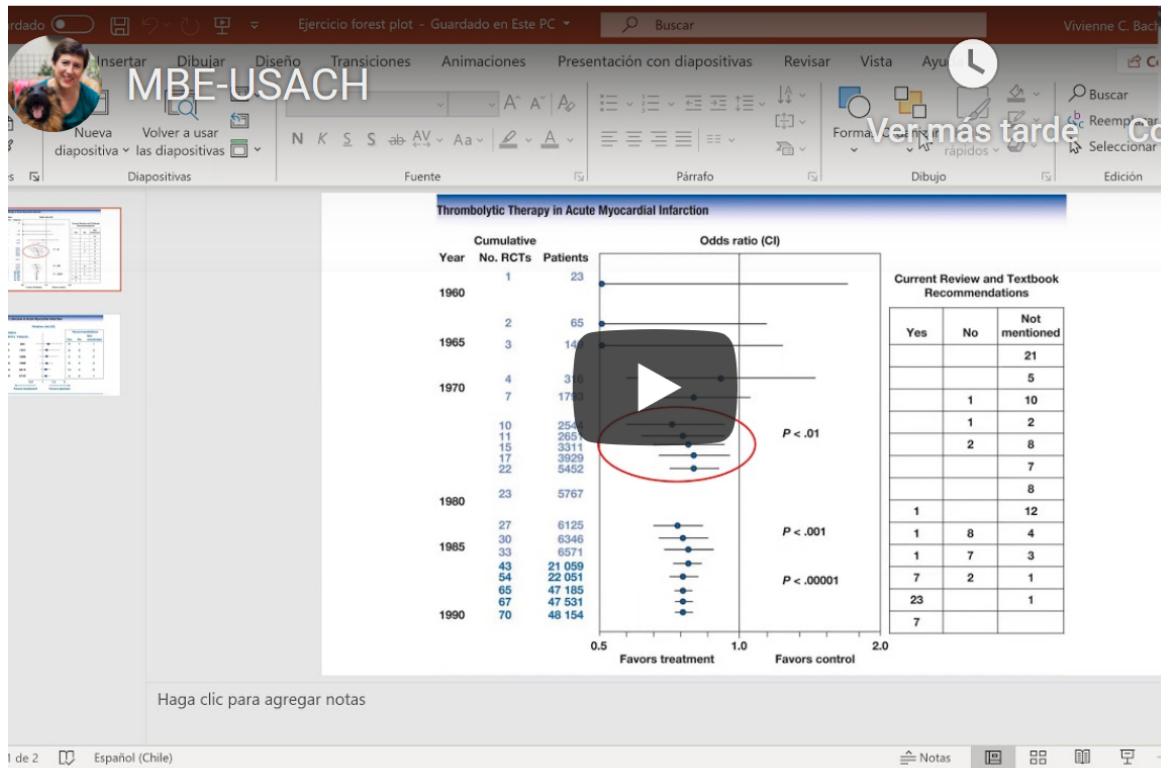 rdado
Ejercicio forest plot - Guardado en Este PC
Buscar
Vivienne C. Bach
MBE-USACH
Insertar Dibujar Diseño Transiciones Animaciones Presentación con diapositivas Revisar Vista
Nueva diapositiva
Volver a usar las diapositivas
N K S S ab AV Aa A
Ver más tarde
Buscar
Reemplazar
Seleccionar
rápidos
Diapositivas Fuente Párrafo Dibujo Edición
Thrombolytic Therapy in Acute Myocardial Infarction
Cumulative Odds ratio (CI)
Year No. RCTs Patients
1 23
1960
2 65
1965 3
4
1970
7
10
11
15 3311
17 3929
22 5452
P < .01
23 5767
1980
27 6125
P < .001
30 6346
1985
33 6571
43 21 059
54 22 051
P < .00001
65 47 185
67 47 531
1990 70 48 154
0.5 1.0 2.0
Favors treatment Favors control
Current Review and Textbook
Recommendations
Yes No Not mentioned
21
5
1 10
1 2
2 8
7
8
1 12
1 8 4
1 7 3
7 2 1
23 1
7
Haga clic para agregar notas
1 de 2 Español (Chile) Notas